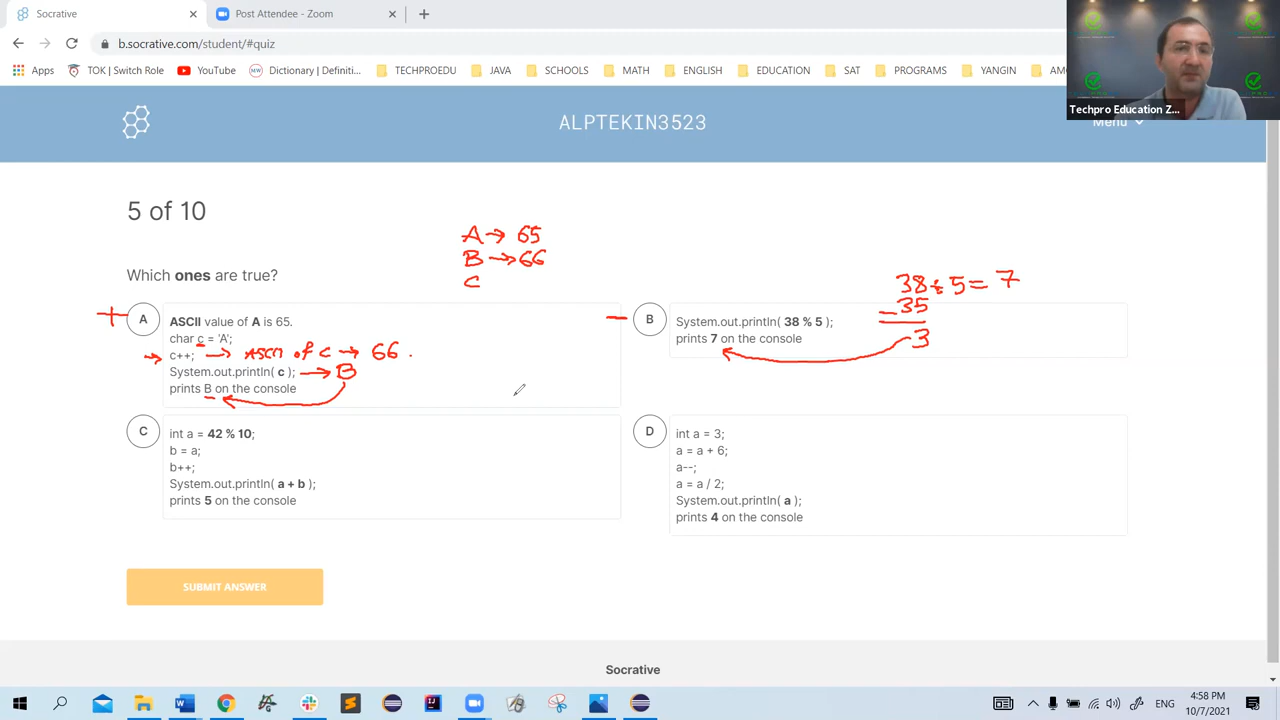 Socrative
Post Attendee - Zoom
b.socrative.com/student/#quiz
Apps
TOK | Switch Role
YouTube
Dictionary | Definiti...
TECHPROEDU
JAVA
SCHOOLS
MATH
ENGLISH
EDUCATION
SAT
PROGRAMS
YANGIN
Techpro Education Z...
ALPTEKIN3523
Menu
5 of 10
A → 65
B → 66
C
Which ones are true?
38 ÷ 5 = 7
- 35
3
+
A
ASCII value of A is 65.
char c = 'A';
c++; → ASCII of c → 66 .
System.out.println( c ); → B
prints B on the console
-
B
System.out.println( 38 % 5 );
prints 7 on the console
C
int a = 42 % 10;
b = a;
b++;
System.out.println( a + b );
prints 5 on the console
D
int a = 3;
a = a + 6;
a--;
a = a / 2;
System.out.println( a );
prints 4 on the console
SUBMIT ANSWER
Socrative
4:58 PM
10/7/2021